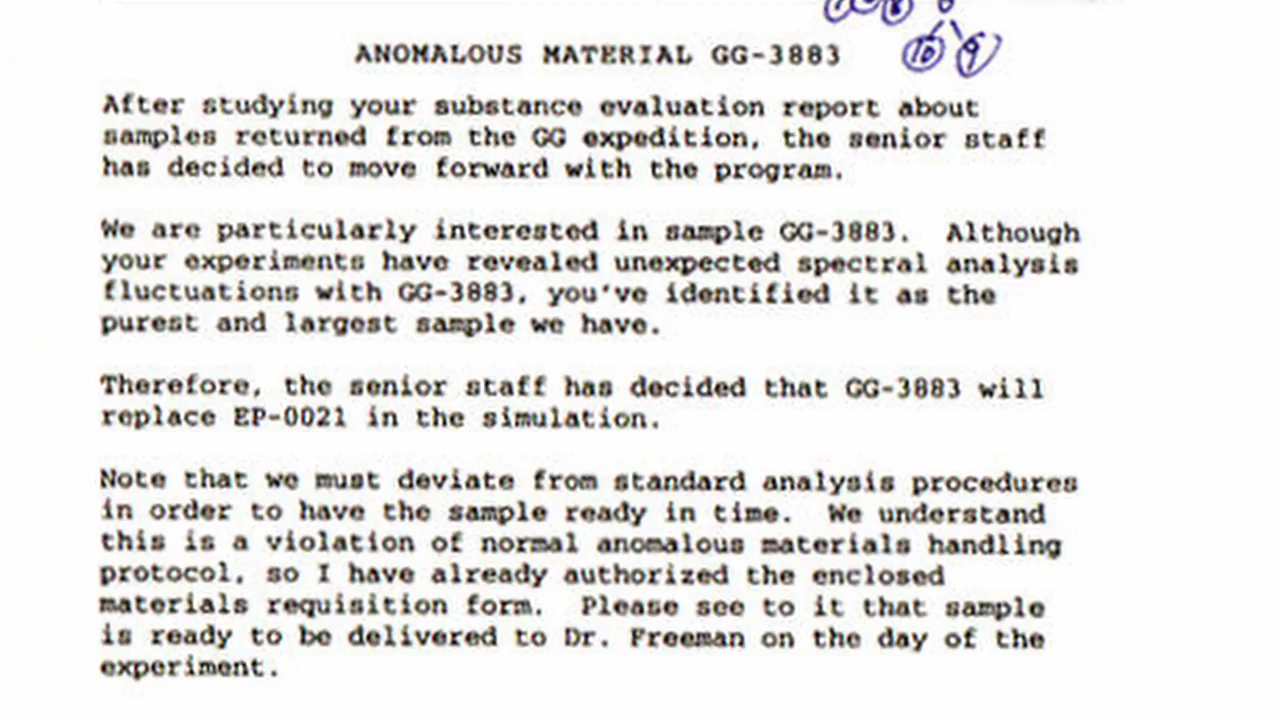 ANOMALOUS MATERIAL GG-3883
10 9
After studying your substance evaluation report about
samples returned from the GG expedition, the senior staff
has decided to move forward with the program.
We are particularly interested in sample GG-3883. Although
your experiments have revealed unexpected spectral analysis
fluctuations with GG-3883, you've identified it as the
purest and largest sample we have.
Therefore, the senior staff has decided that GG-3883 will
replace EP-0021 in the simulation.
Note that we must deviate from standard analysis procedures
in order to have the sample ready in time. We understand
this is a violation of normal anomalous materials handling
protocol, so I have already authorized the enclosed
materials requisition form. Please see to it that sample
is ready to be delivered to Dr. Freeman on the day of the
experiment.